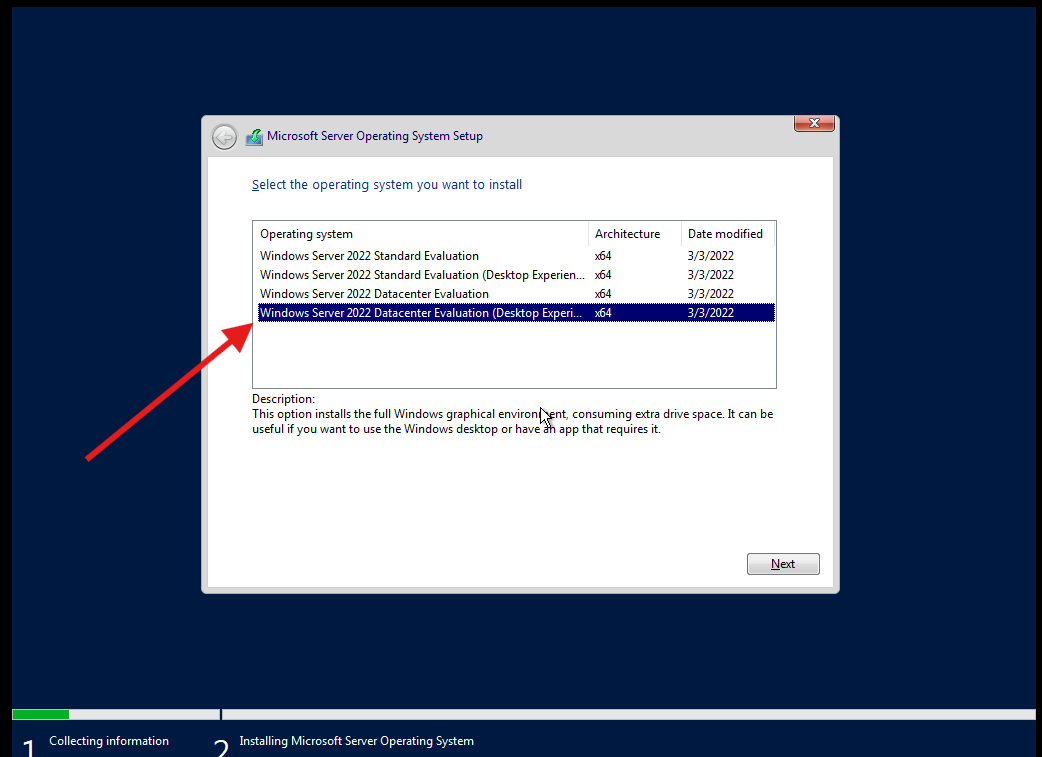 Microsoft Server Operating System Setup
Select the operating system you want to install
Operating system Architecture Date modified
Windows Server 2022 Standard Evaluation x64 3/3/2022
Windows Server 2022 Standard Evaluation (Desktop Experien... x64 3/3/2022
Windows Server 2022 Datacenter Evaluation x64 3/3/2022
Windows Server 2022 Datacenter Evaluation (Desktop Experi... x64 3/3/2022
Description:
This option installs the full Windows graphical environment, consuming extra drive space. It can be
useful if you want to use the Windows desktop or have an app that requires it.
Next
1 Collecting information 2 Installing Microsoft Server Operating System